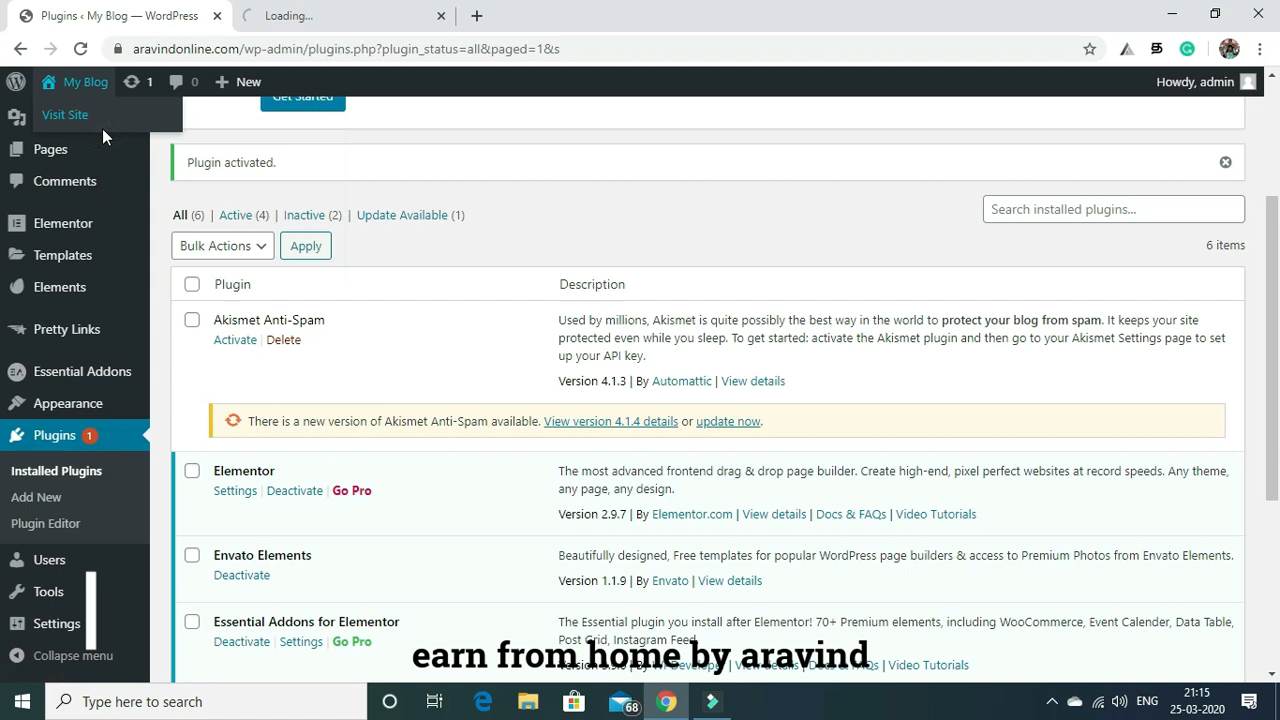 Plugins ‹ My Blog — WordPress
Loading...
aravindonline.com/wp-admin/plugins.php?plugin_status=all&paged=1&s
My Blog 1 0 New Howdy, admin
Visit Site
Get Started
Pages
Comments
Elementor
Templates
Elements
Pretty Links
Essential Addons
Appearance
Plugins 1
Installed Plugins
Add New
Plugin Editor
Users
Tools
Settings
Collapse menu
Plugin activated.
All (6) | Active (4) | Inactive (2) | Update Available (1)
Search installed plugins...
Bulk Actions Apply 6 items
Plugin Description
Akismet Anti-Spam
Activate | Delete
Used by millions, Akismet is quite possibly the best way in the world to protect your blog from spam. It keeps your site
protected even while you sleep. To get started: activate the Akismet plugin and then go to your Akismet Settings page to set
up your API key.
Version 4.1.3 | By Automattic | View details
There is a new version of Akismet Anti-Spam available. View version 4.1.4 details or update now.
Elementor
Settings | Deactivate | Go Pro
The most advanced frontend drag & drop page builder. Create high-end, pixel perfect websites at record speeds. Any theme,
any page, any design.
Version 2.9.7 | By Elementor.com | View details | Docs & FAQs | Video Tutorials
Envato Elements
Deactivate
Beautifully designed, Free templates for popular WordPress page builders & access to Premium Photos from Envato Elements.
Version 1.1.9 | By Envato | View details
Essential Addons for Elementor
Deactivate | Settings | Go Pro
The Essential plugin you install after Elementor! 70+ Premium elements, including WooCommerce, Event Calendar, Data Table,
Post Grid, Instagram Feed
View details | Docs & FAQs | Video Tutorials
earn from home by aravind
Type here to search
68
ENG
21:15
25-03-2020